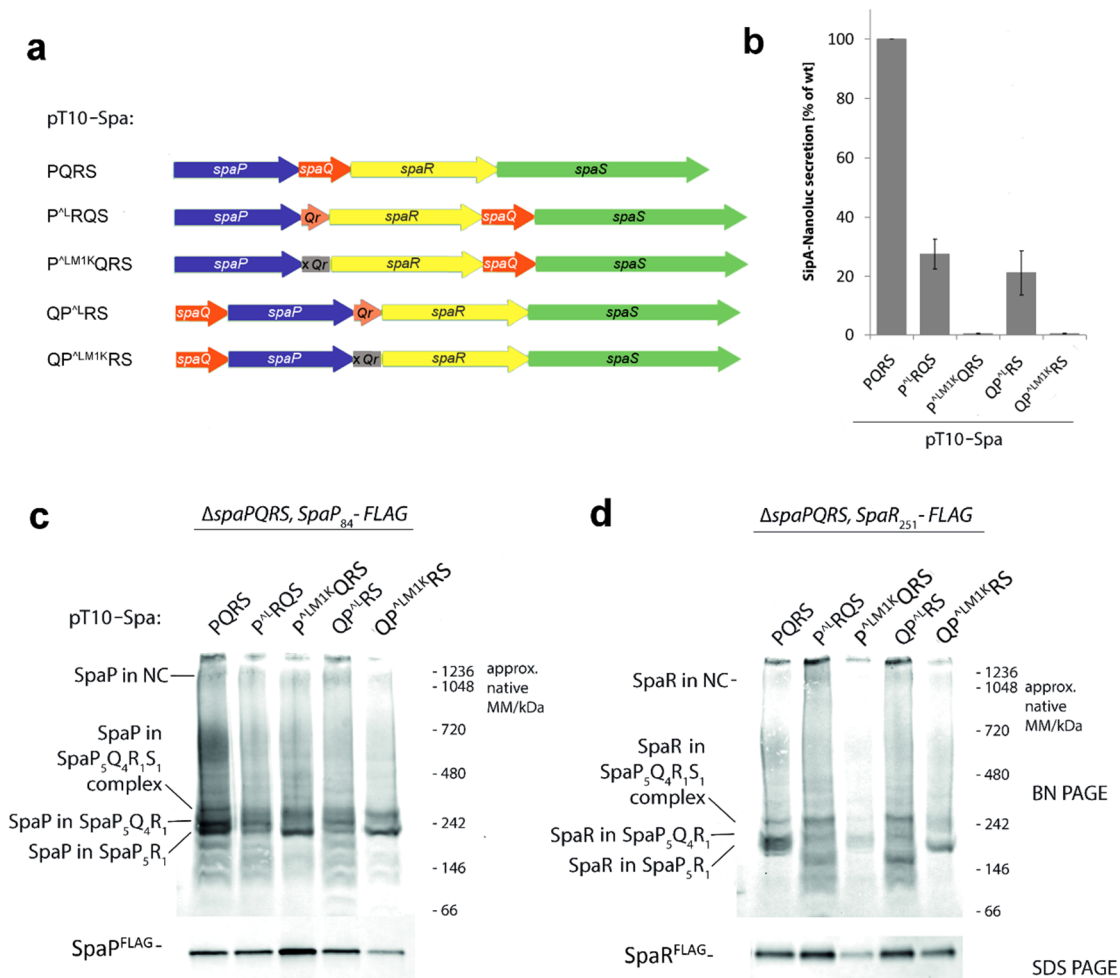 a
pT10-Spa:
PQRS
spaP spaQ spaR spaS
P^LRQS
spaP Qr spaR spaQ spaS
P^LM1KQRS
spaP x Qr spaR spaQ spaS
QP^LRS
spaQ spaP Qr spaR spaS
QP^LM1KRS
spaQ spaP x Qr spaR spaS
b
SipA-Nanoluc secretion [% of wt]
100
80
60
40
20
0
PQRS P^LRQS P^LM1KQRS QP^LRS QP^LM1KRS
pT10-Spa
c
ΔspaPQRS, SpaP84- FLAG
pT10-Spa:
PQRS P^LRQS P^LM1KQRS QP^LRS QP^LM1KRS
SpaP in NC
SpaP in
SpaP5Q4R1S1
complex
SpaP in SpaP5Q4R1
SpaP in SpaP5R1
- 1236
- 1048
- 720
- 480
- 242
- 146
- 66
approx.
native
MM/kDa
SpaPFLAG-
d
ΔspaPQRS, SpaR251- FLAG
PQRS P^LRQS P^LM1KQRS QP^LRS QP^LM1KRS
SpaR in NC-
SpaR in
SpaP5Q4R1S1
complex
SpaR in SpaP5Q4R1
SpaR in SpaP5R1
- 1236
- 1048
- 720
- 480
- 242
- 146
- 66
approx.
native
MM/kDa
BN PAGE
SpaRFLAG-
SDS PAGE